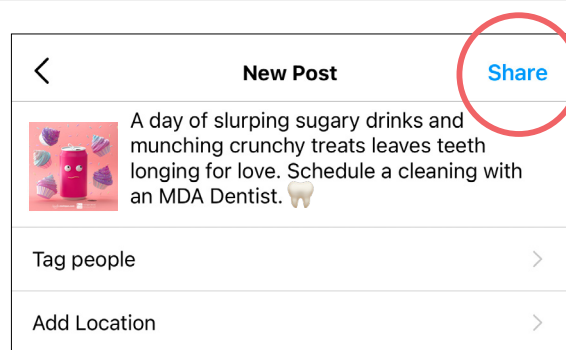 New Post
Share
A day of slurping sugary drinks and
munching crunchy treats leaves teeth
longing for love. Schedule a cleaning with
an MDA Dentist. 🦷
Tag people
Add Location